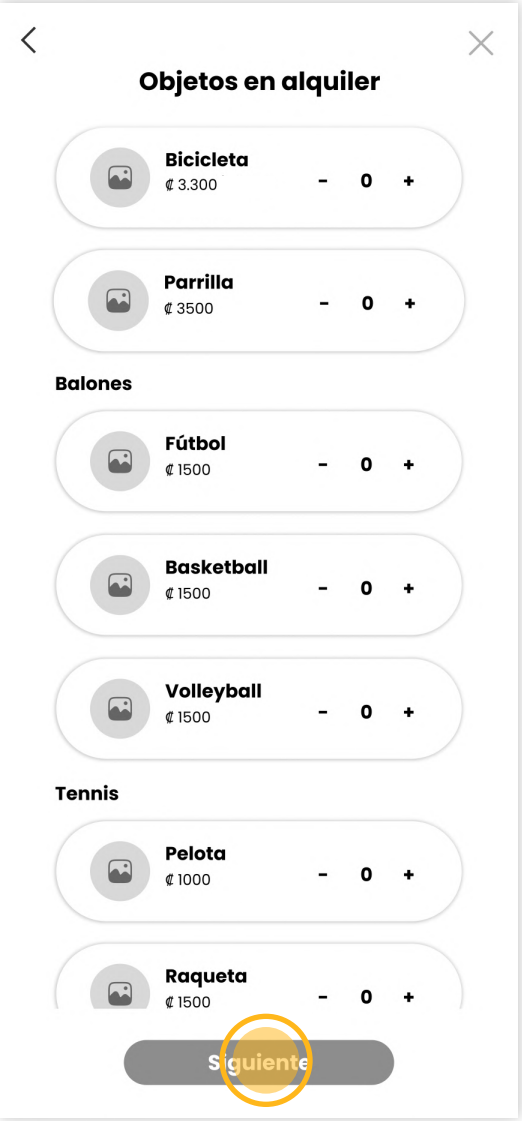 Objetos en alquiler
Bicicleta
₡ 3.300
- 0 +
Parrilla
₡ 3500
- 0 +
Balones
Fútbol
₡ 1500
- 0 +
Basketball
₡ 1500
- 0 +
Volleyball
₡ 1500
- 0 +
Tennis
Pelota
₡ 1000
- 0 +
Raqueta
₡ 1500
- 0 +
Siguiente